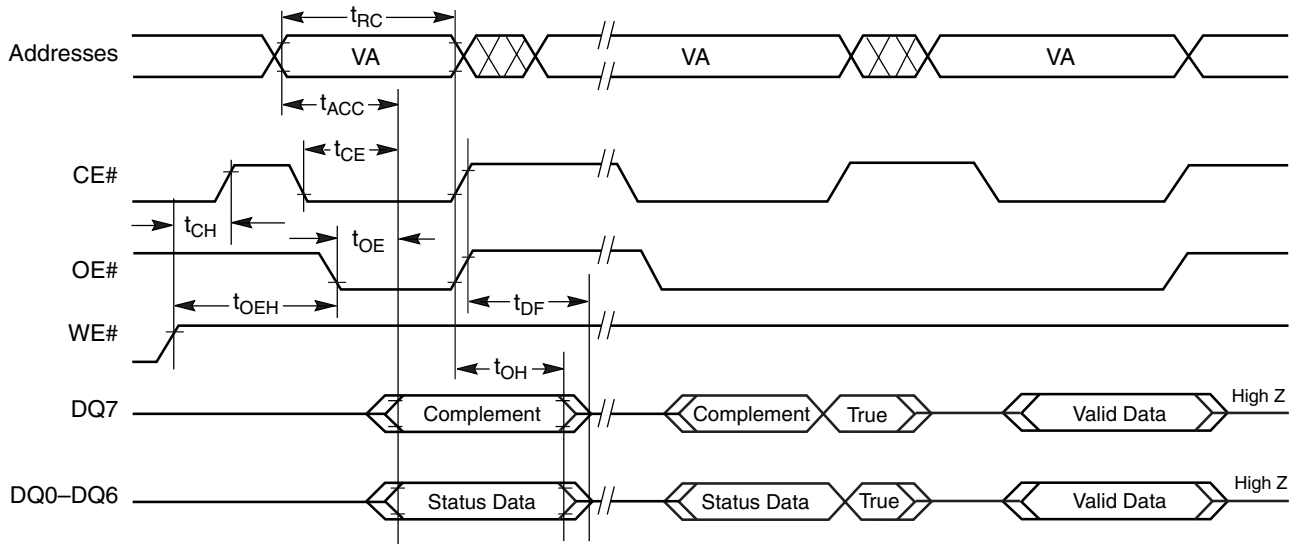 tRC
Addresses VA VA VA
tACC
tCE
CE#
tCH
tOE
OE#
tOEH
tDF
WE#
tOH
DQ7 Complement Complement True Valid Data High Z
DQ0–DQ6 Status Data Status Data True Valid Data High Z